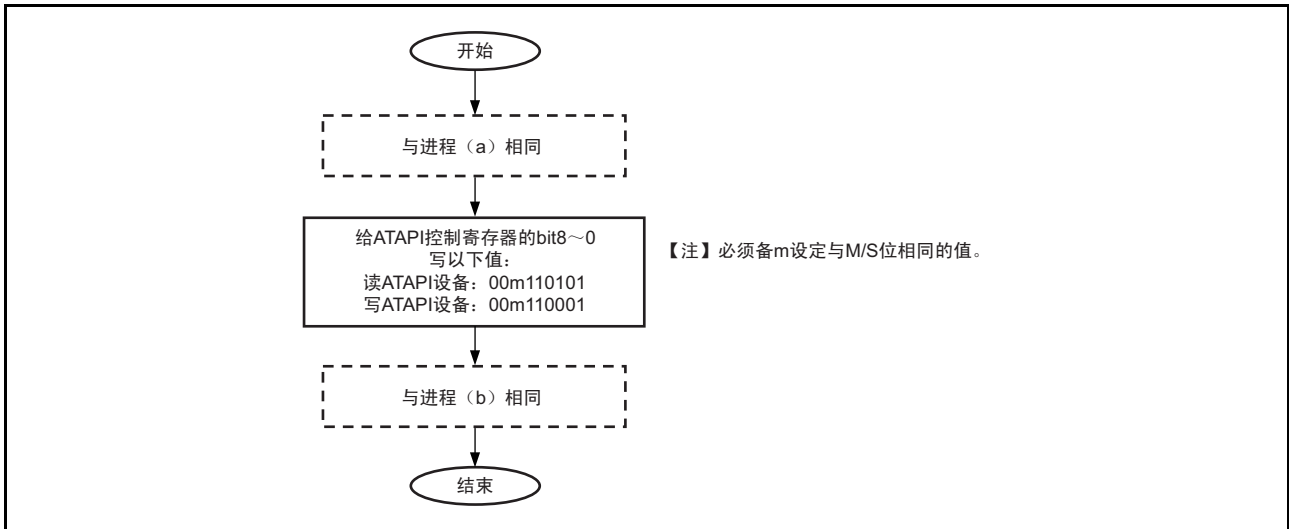 开始
与进程（a）相同
给ATAPI控制寄存器的bit8～0
写以下值：
读ATAPI设备：00m110101
写ATAPI设备：00m110001
【注】必须备m设定与M/S位相同的值。
与进程（b）相同
结束